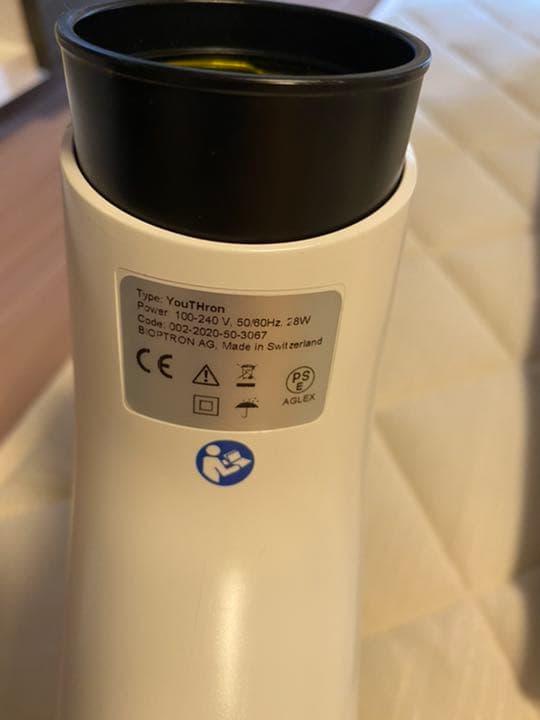 Type: YouTHron
Power: 100-240 V, 50/60Hz, 28W
Code: 002-2020-50-3067
BIOPTRON AG, Made in Switzerland
CE
PS
E
AGLEX